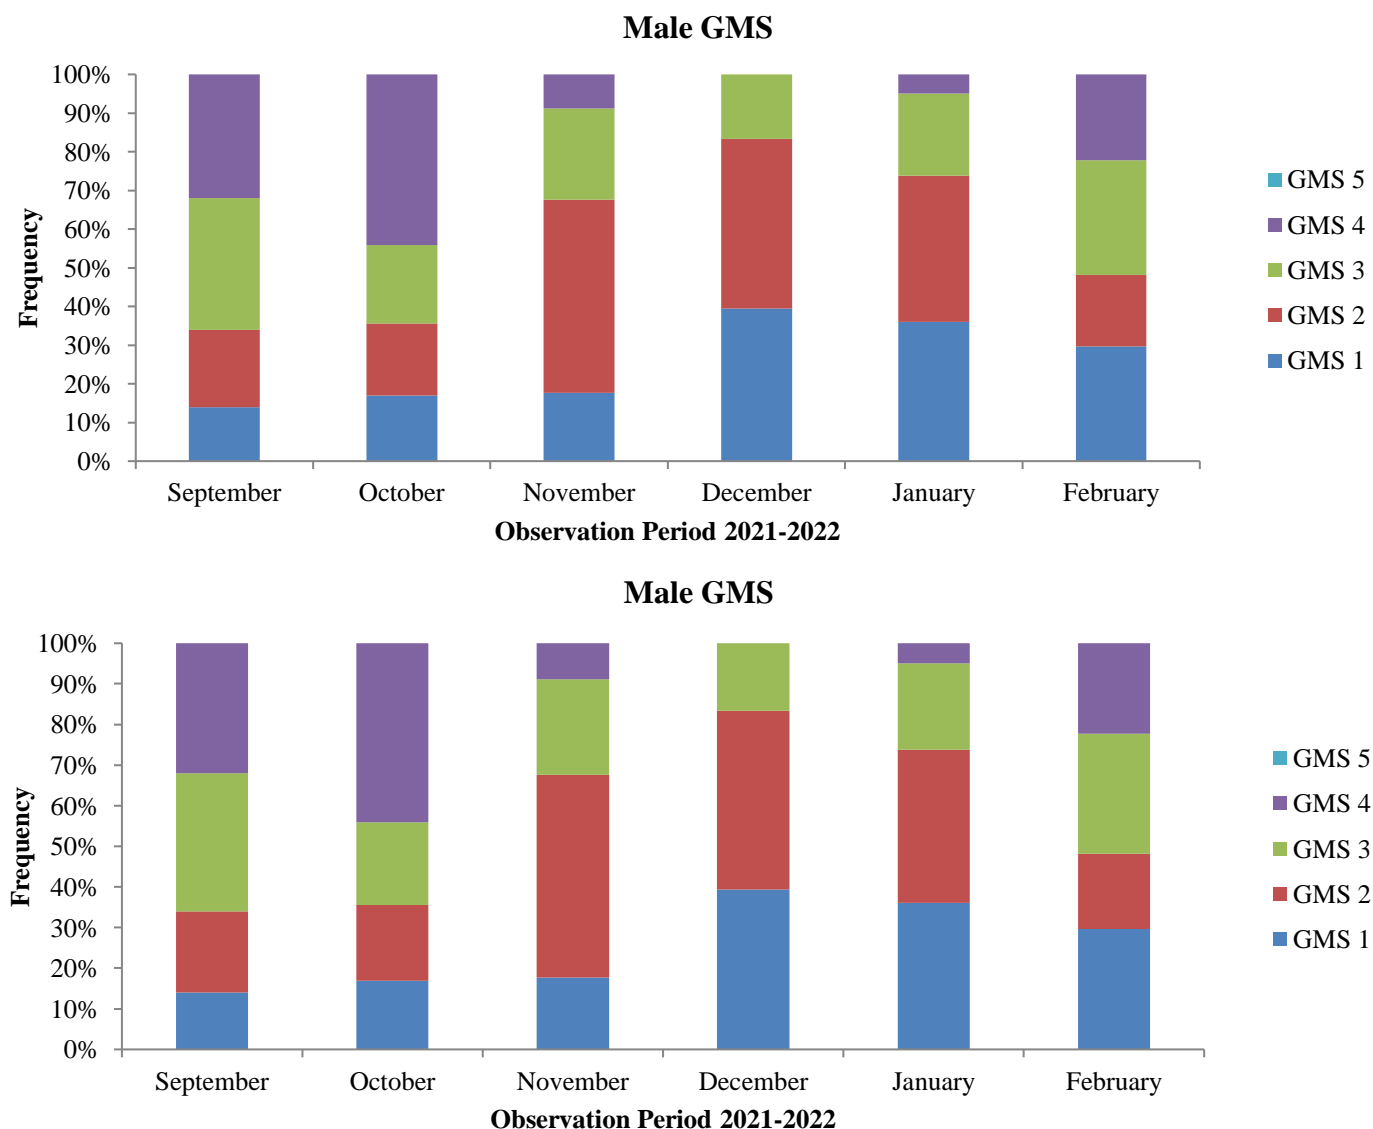 Male GMS
100%
90%
80%
70%
60%
50%
40%
30%
20%
10%
0%
Frequency
September October November December January February
Observation Period 2021-2022
GMS 5
GMS 4
GMS 3
GMS 2
GMS 1
Male GMS
100%
90%
80%
70%
60%
50%
40%
30%
20%
10%
0%
Frequency
September October November December January February
Observation Period 2021-2022
GMS 5
GMS 4
GMS 3
GMS 2
GMS 1